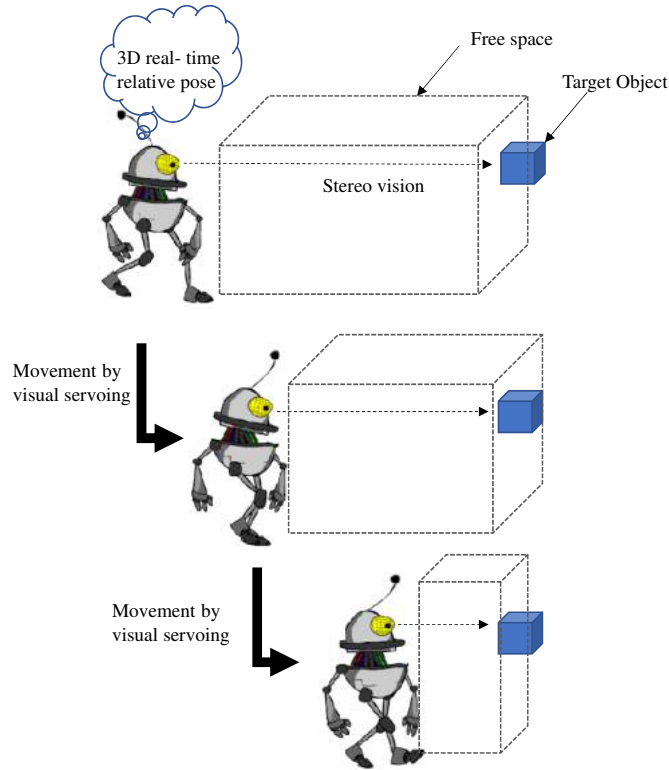 3D real- time
relative pose
Free space
Target Object
Stereo vision
Movement by
visual servoing
Movement by
visual servoing